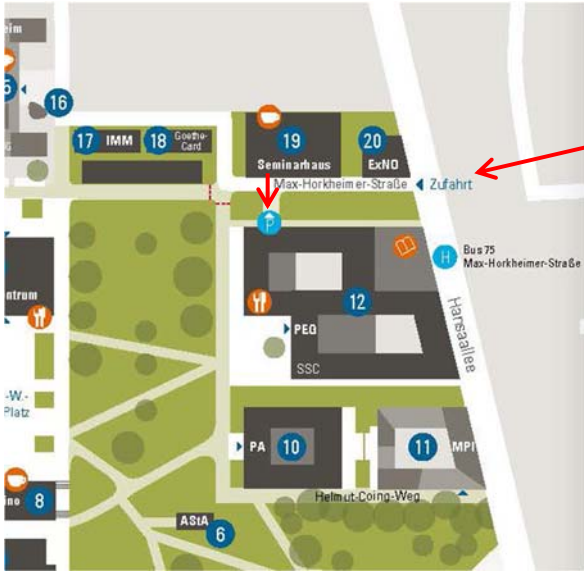 16
17
IMM
18
Goethe-
Card
19
Seminarhaus
20
ExNO
Max-Horkheimer-Straße
Zufahrt
P
H
Bus 75
Max-Horkheimer-Straße
12
PEG
SSC
Hansaallee
-W.-
Platz
PA
10
11
MPI
Helmut-Coing-Weg
8
AStA
6